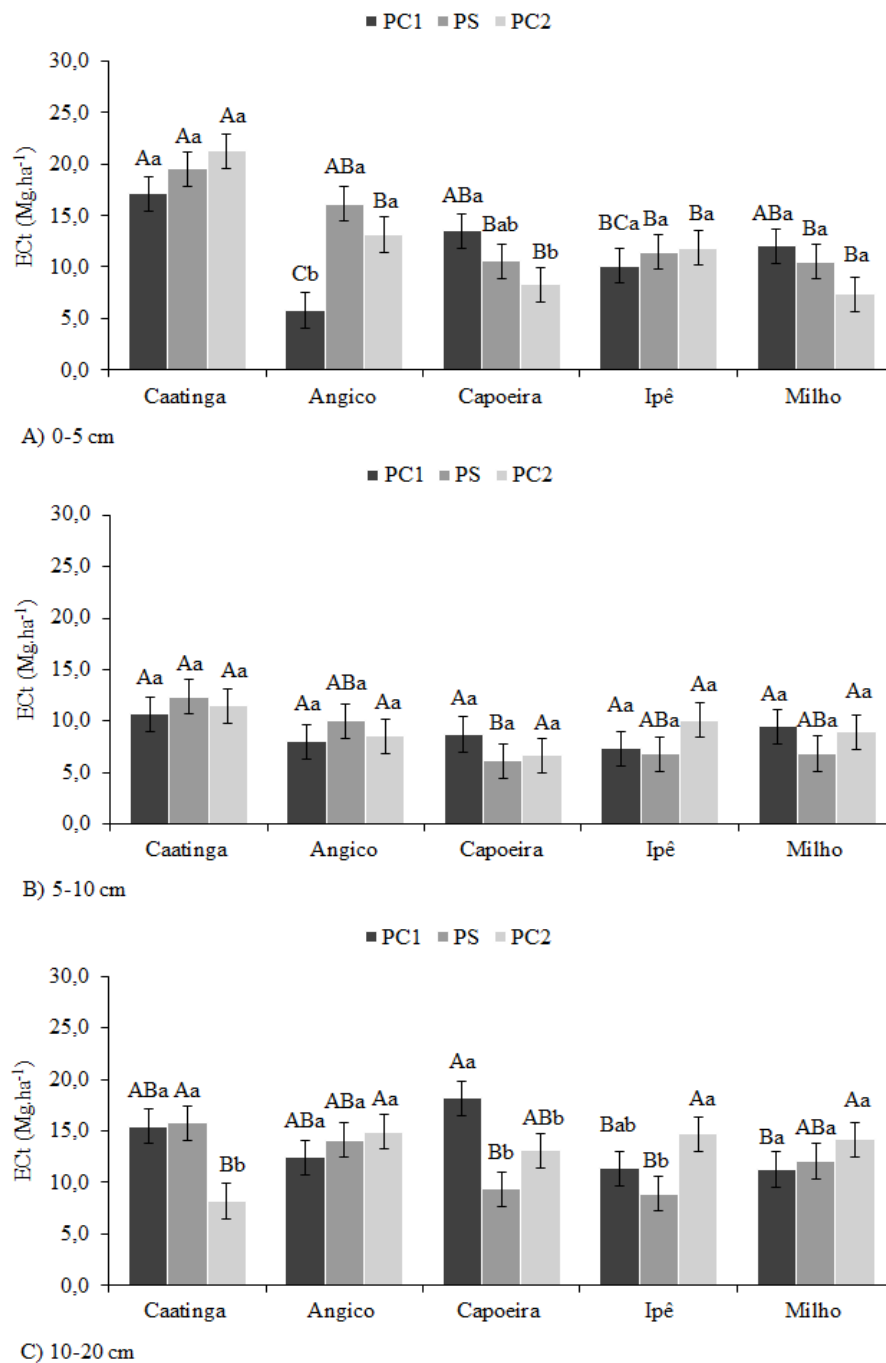 PC1 PS PC2
30,0
25,0
20,0
15,0
10,0
5,0
0,0
ECt (Mg.ha⁻¹)
Aa Aa Aa
Cb ABa Ba
ABa Bab Bb
BCa Ba Ba
ABa Ba Ba
Caatinga Angico Capoeira Ipê Milho
A) 0-5 cm
PC1 PS PC2
30,0
25,0
20,0
15,0
10,0
5,0
0,0
ECt (Mg.ha⁻¹)
Aa Aa Aa
Aa ABa Aa
Aa Ba Aa
Aa ABa Aa
Aa ABa Aa
Caatinga Angico Capoeira Ipê Milho
B) 5-10 cm
PC1 PS PC2
30,0
25,0
20,0
15,0
10,0
5,0
0,0
ECt (Mg.ha⁻¹)
ABa Aa Bb
ABa ABa Aa
Aa Bb ABb
Bab Bb Aa
Ba ABa Aa
Caatinga Angico Capoeira Ipê Milho
C) 10-20 cm